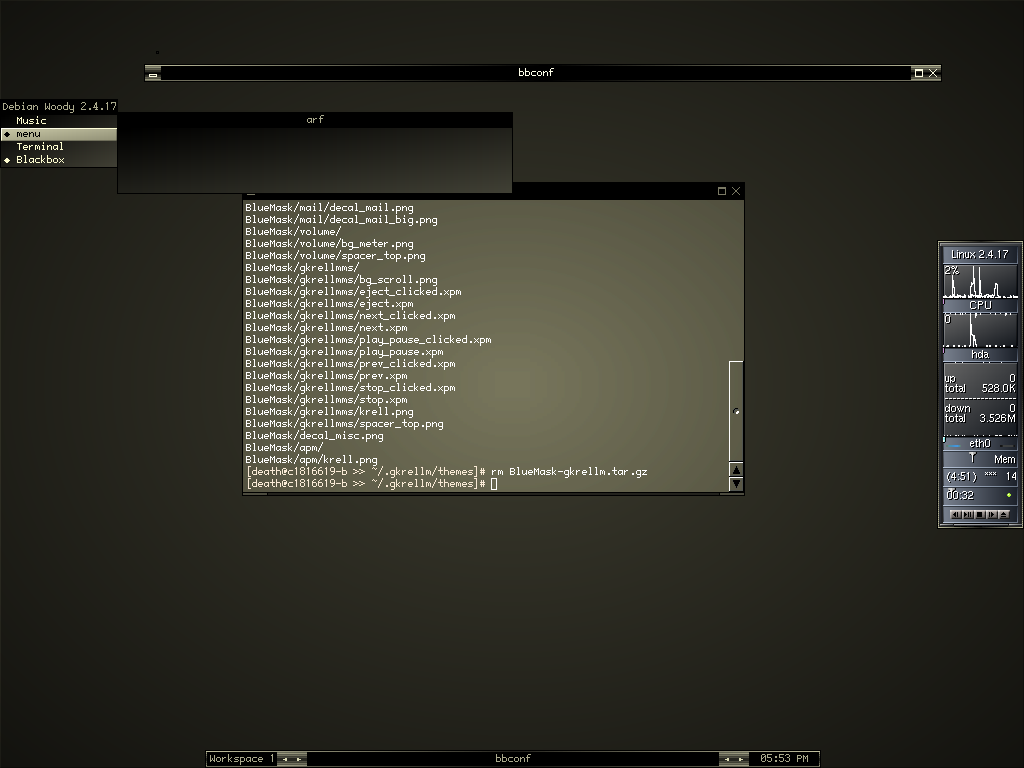 bbconf
Debian Woody 2.4.17
Music
menu
Terminal
Blackbox
arf
BlueMask/mail/decal_mail.png
BlueMask/mail/decal_mail_big.png
BlueMask/volume/
BlueMask/volume/bg_meter.png
BlueMask/volume/spacer_top.png
BlueMask/gkrellmms/
BlueMask/gkrellmms/bg_scroll.png
BlueMask/gkrellmms/eject_clicked.xpm
BlueMask/gkrellmms/eject.xpm
BlueMask/gkrellmms/next_clicked.xpm
BlueMask/gkrellmms/next.xpm
BlueMask/gkrellmms/play_pause_clicked.xpm
BlueMask/gkrellmms/play_pause.xpm
BlueMask/gkrellmms/prev_clicked.xpm
BlueMask/gkrellmms/prev.xpm
BlueMask/gkrellmms/stop_clicked.xpm
BlueMask/gkrellmms/stop.xpm
BlueMask/gkrellmms/krell.png
BlueMask/gkrellmms/spacer_top.png
BlueMask/decal_misc.png
BlueMask/apm/
BlueMask/apm/krell.png
[death@c1816619-b >> ~/.gkrellm/themes]# rm BlueMask-gkrellm.tar.gz
[death@c1816619-b >> ~/.gkrellm/themes]#
Linux 2.4.17
2%
CPU
0
hda
up 0
total 528.0K
down 0
total 3.526M
eth0
Mem
(4:51) *** 14
00:32
Workspace 1
bbconf
05:53 PM